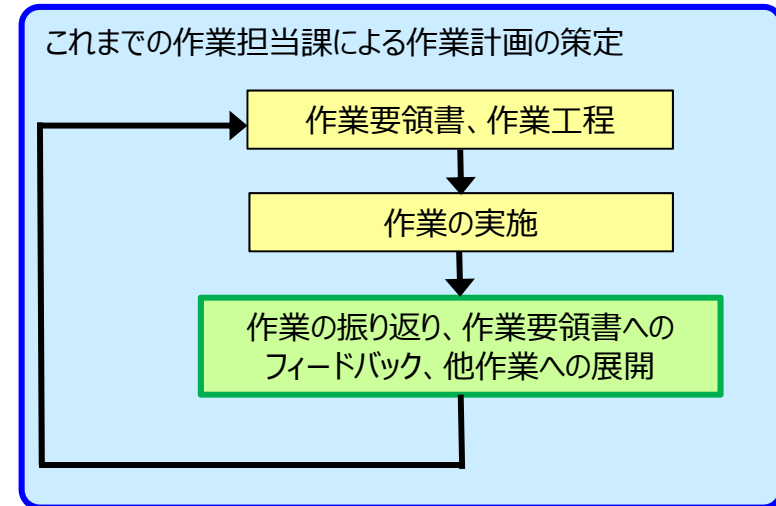 これまでの作業担当課による作業計画の策定
作業要領書、作業工程
作業の実施
作業の振り返り、作業要領書への
フィードバック、他作業への展開